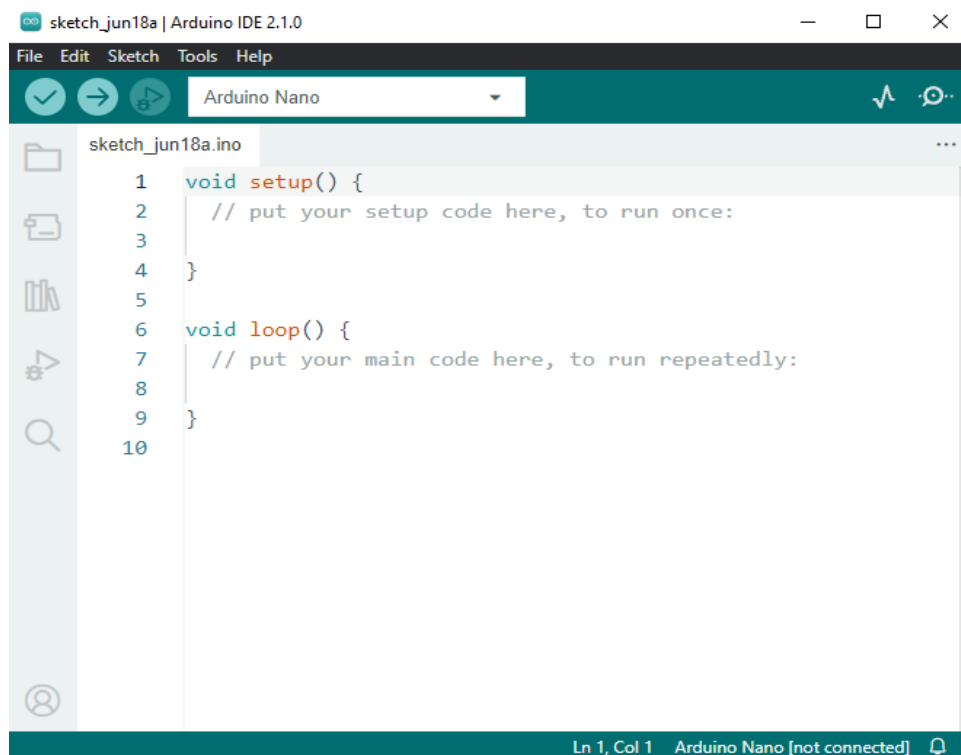 sketch_jun18a | Arduino IDE 2.1.0
File Edit Sketch Tools Help
Arduino Nano
sketch_jun18a.ino
1 void setup() {
2 // put your setup code here, to run once:
3
4 }
5
6 void loop() {
7 // put your main code here, to run repeatedly:
8
9 }
10
Ln 1, Col 1 Arduino Nano [not connected]